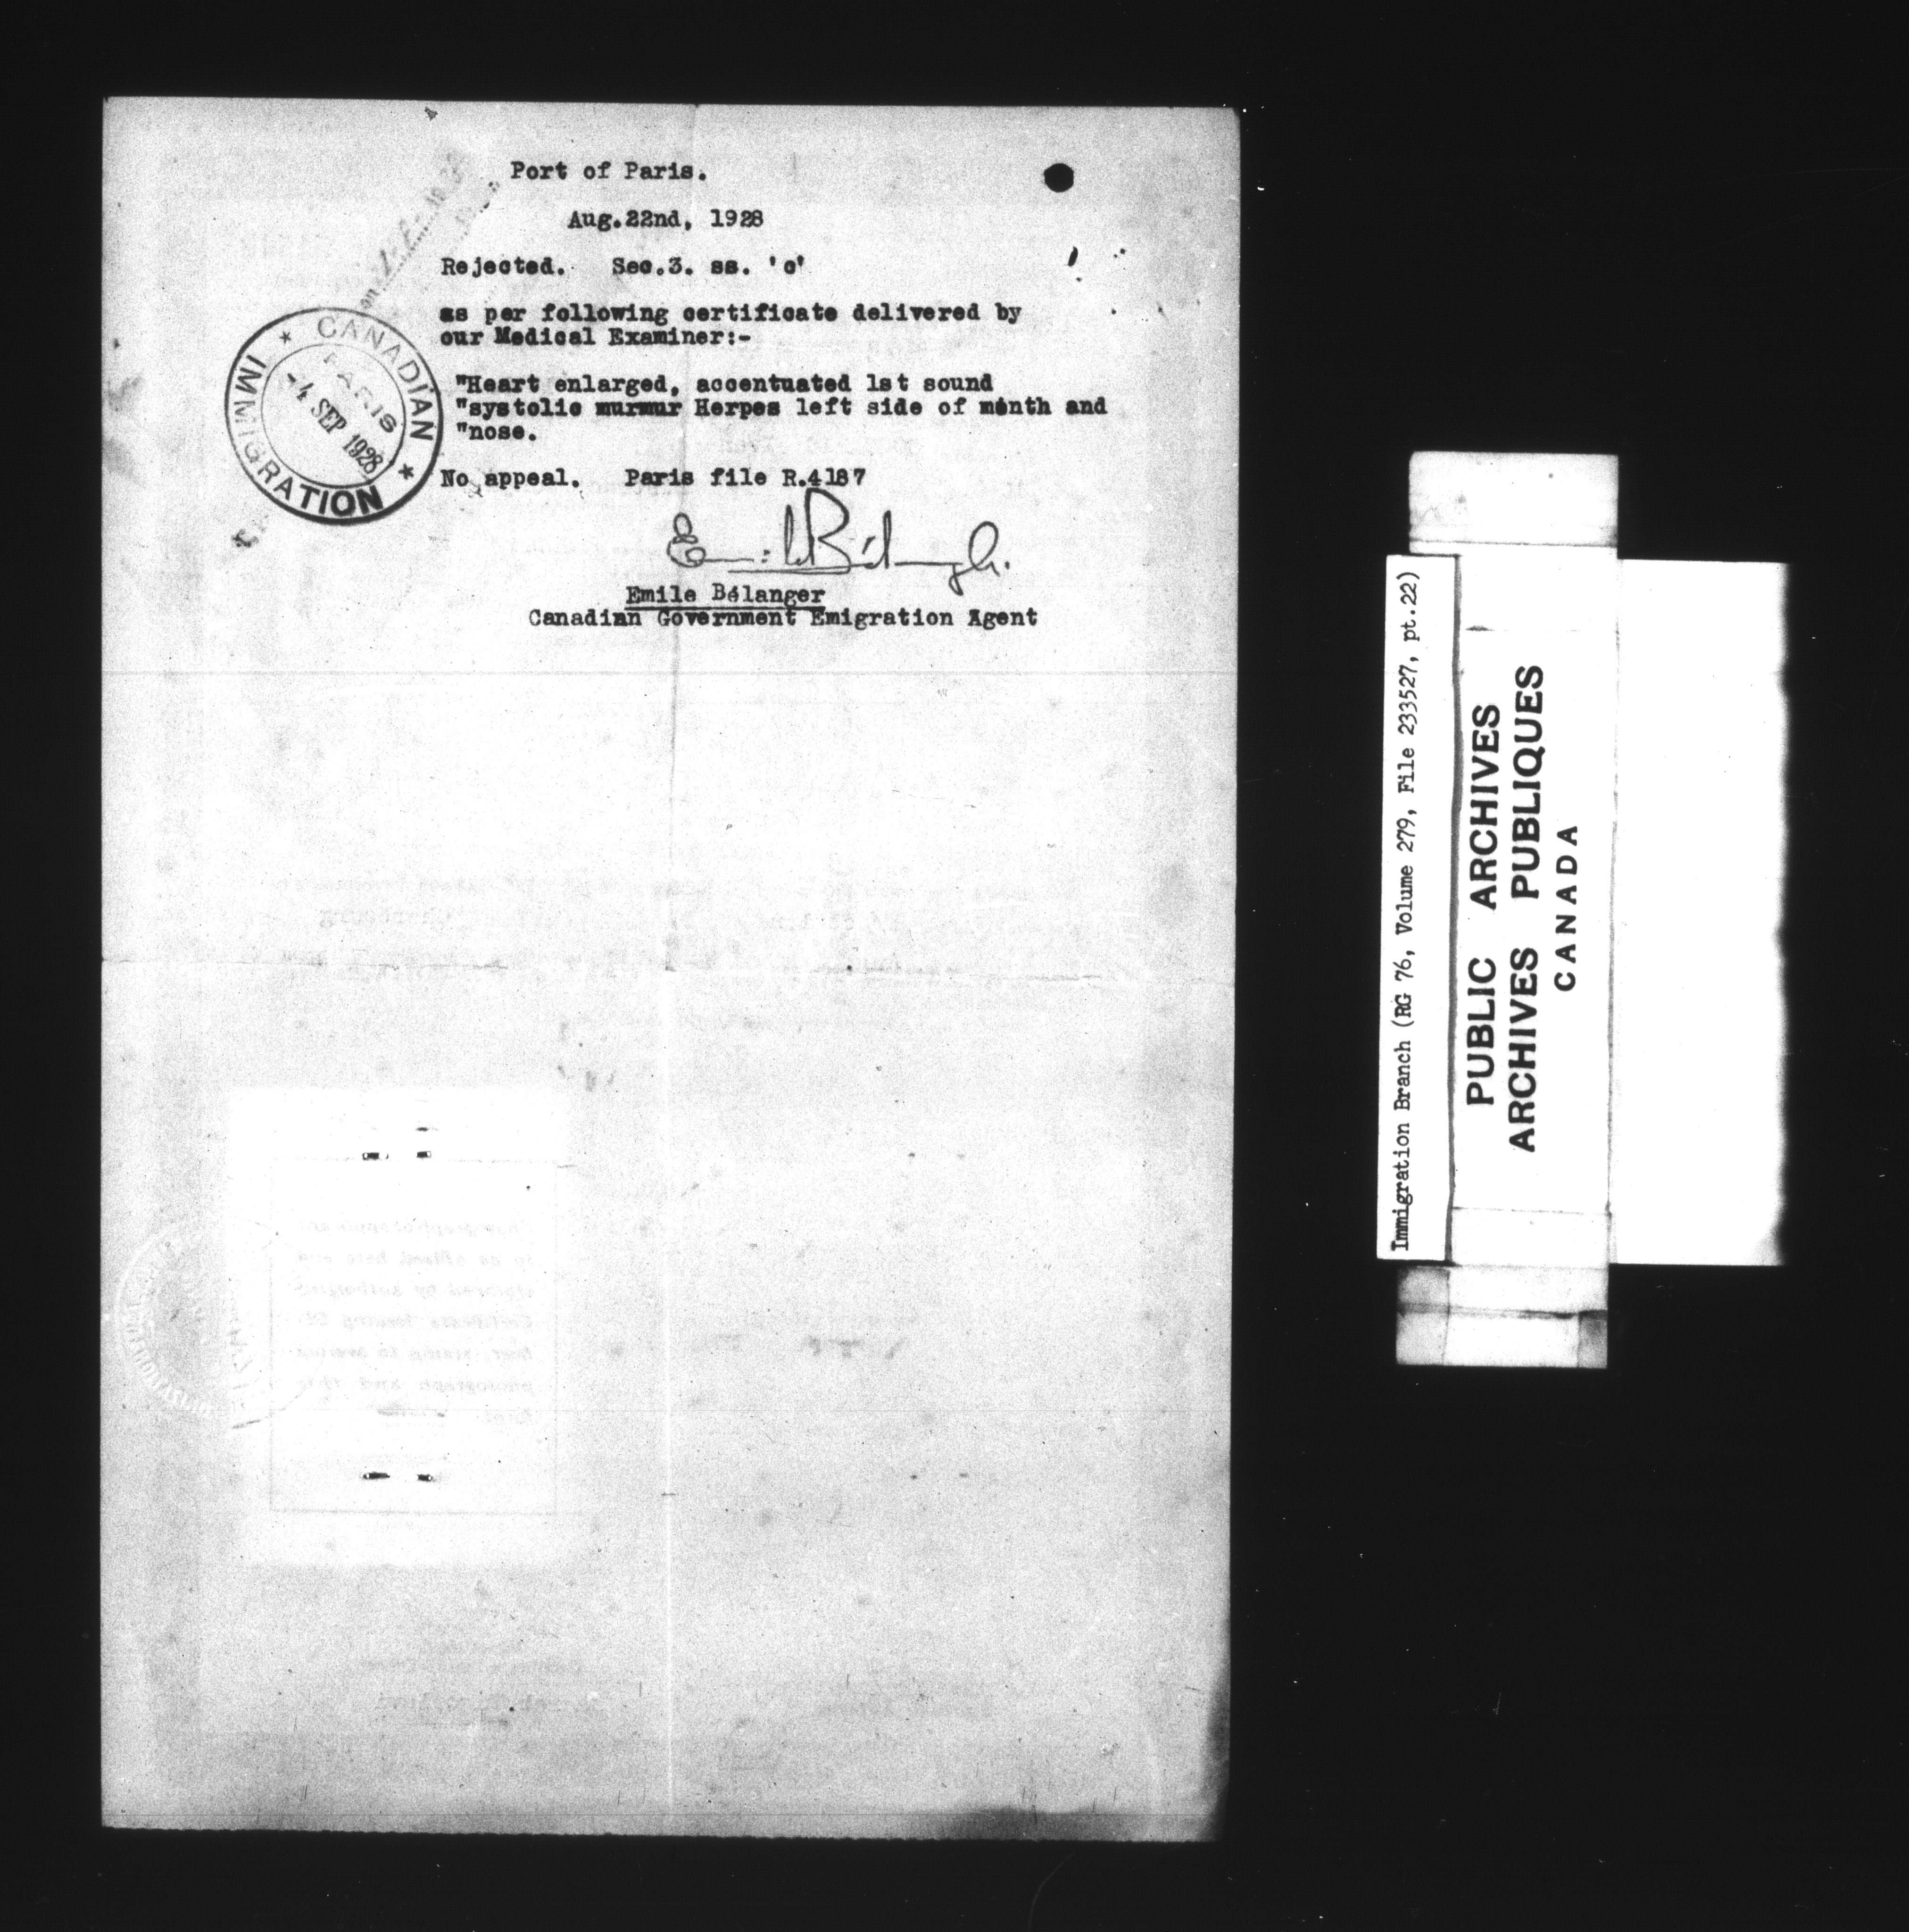 Port of Paris.
Aug.22nd, 1928
Rejected. Sec.3. ss. 'c'
as per following certificate delivered by
our Medical Examiner:-
"Heart enlarged, accentuated 1st sound
"systolic murmur Herpes left side of minth and
"nose.
No appeal. Paris file R.4187
Emile Bélanger
Emile Bélanger
Canadian Government Emigration Agent
★ CANADIAN ★
IMMIGRATION
PARIS
-4 SEP 1928
Immigration Branch (RG 76, Volume 279, File 233527, pt.22)
PUBLIC ARCHIVES
ARCHIVES PUBLIQUES
CANADA